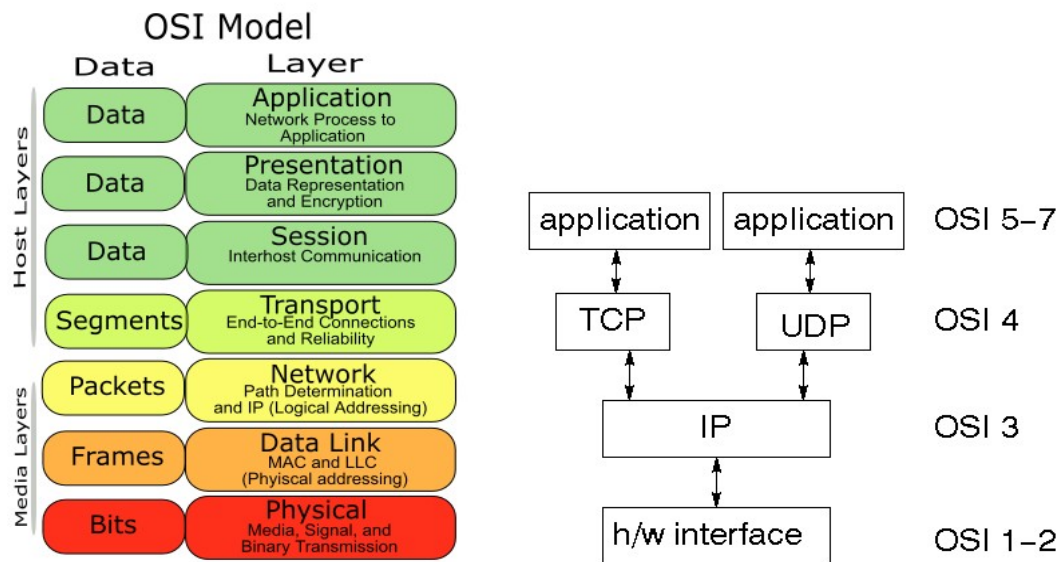 OSI Model
Data Layer
Host Layers
Data
Application
Network Process to
Application
Data
Presentation
Data Representation
and Encryption
Data
Session
Interhost Communication
Segments
Transport
End-to-End Connections
and Reliability
Media Layers
Packets
Network
Path Determination
and IP (Logical Addressing)
Frames
Data Link
MAC and LLC
(Phyiscal addressing)
Bits
Physical
Media, Signal, and
Binary Transmission
application application OSI 5-7
TCP UDP OSI 4
IP OSI 3
h/w interface OSI 1-2